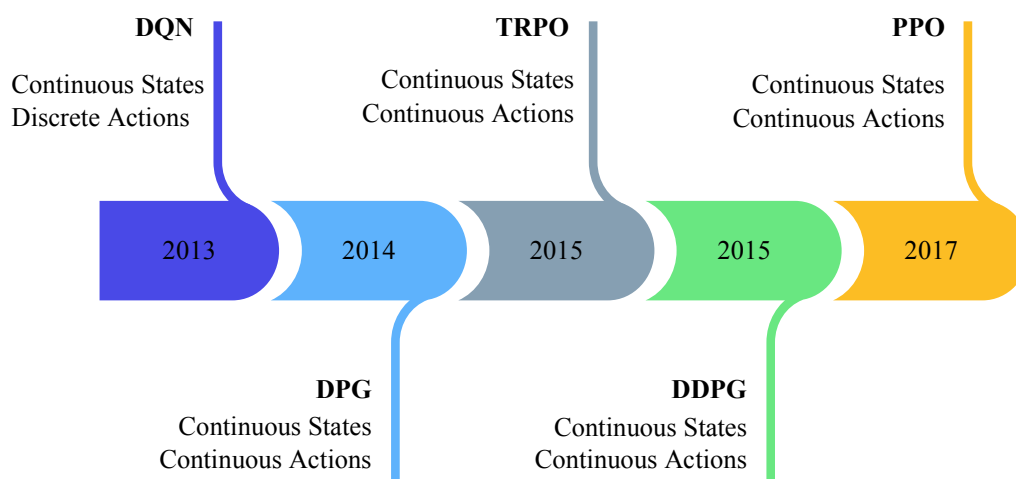 DQN
Continuous States
Discrete Actions
TRPO
Continuous States
Continuous Actions
PPO
Continuous States
Continuous Actions
2013
2014
2015
2015
2017
DPG
Continuous States
Continuous Actions
DDPG
Continuous States
Continuous Actions